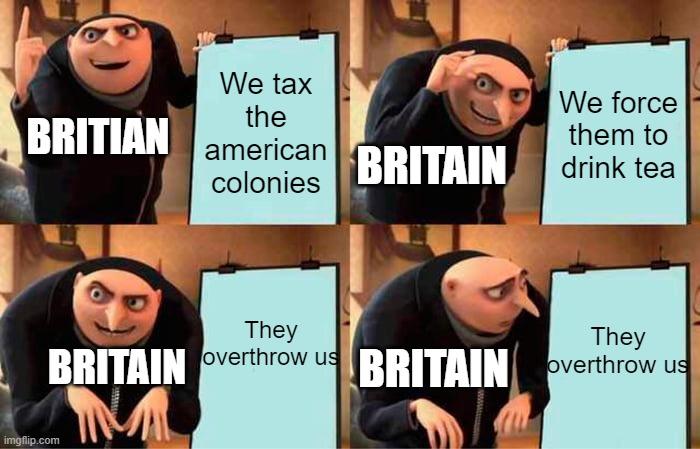 BRITIAN
We tax
the
american
colonies
BRITAIN
We force
them to
drink tea
BRITAIN
They
overthrow us
BRITAIN
They
overthrow us
imgflip.com